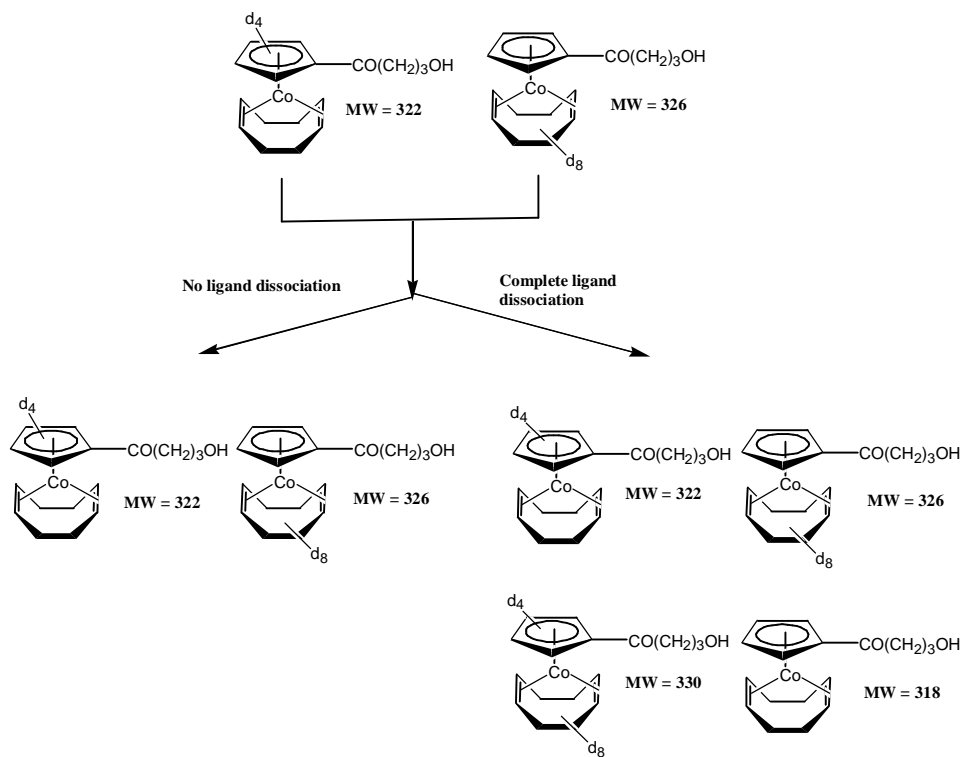 d4
CO(CH2)3OH
CO(CH2)3OH
Co
MW = 322
Co
MW = 326
d8
No ligand dissociation
Complete ligand
dissociation
d4
CO(CH2)3OH
CO(CH2)3OH
Co
MW = 322
Co
MW = 326
d8
d4
CO(CH2)3OH
CO(CH2)3OH
Co
MW = 322
Co
MW = 326
d8
d4
CO(CH2)3OH
CO(CH2)3OH
Co
MW = 330
Co
MW = 318
d8